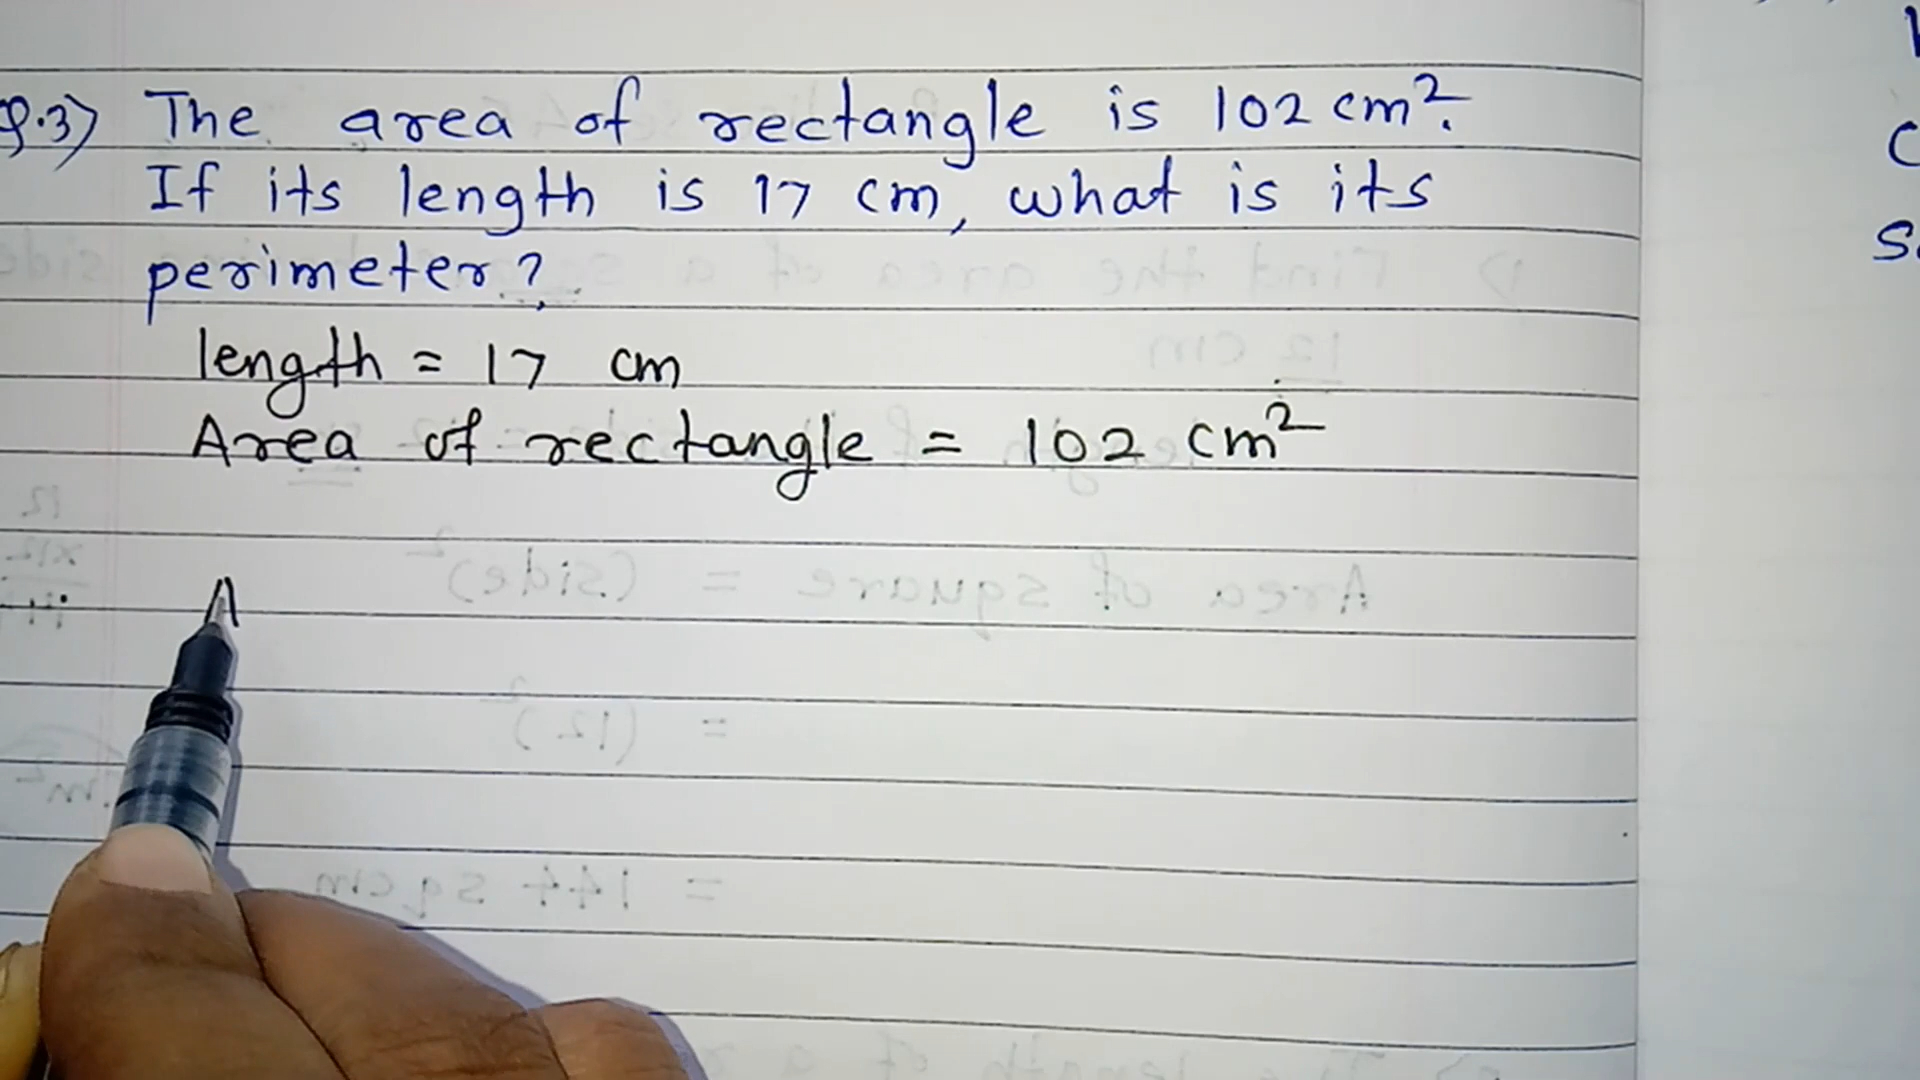 Q.3) The area of rectangle is 102 cm².
If its length is 17 cm, what is its
perimeter?
length = 17 cm
Area of rectangle = 102 cm²
A